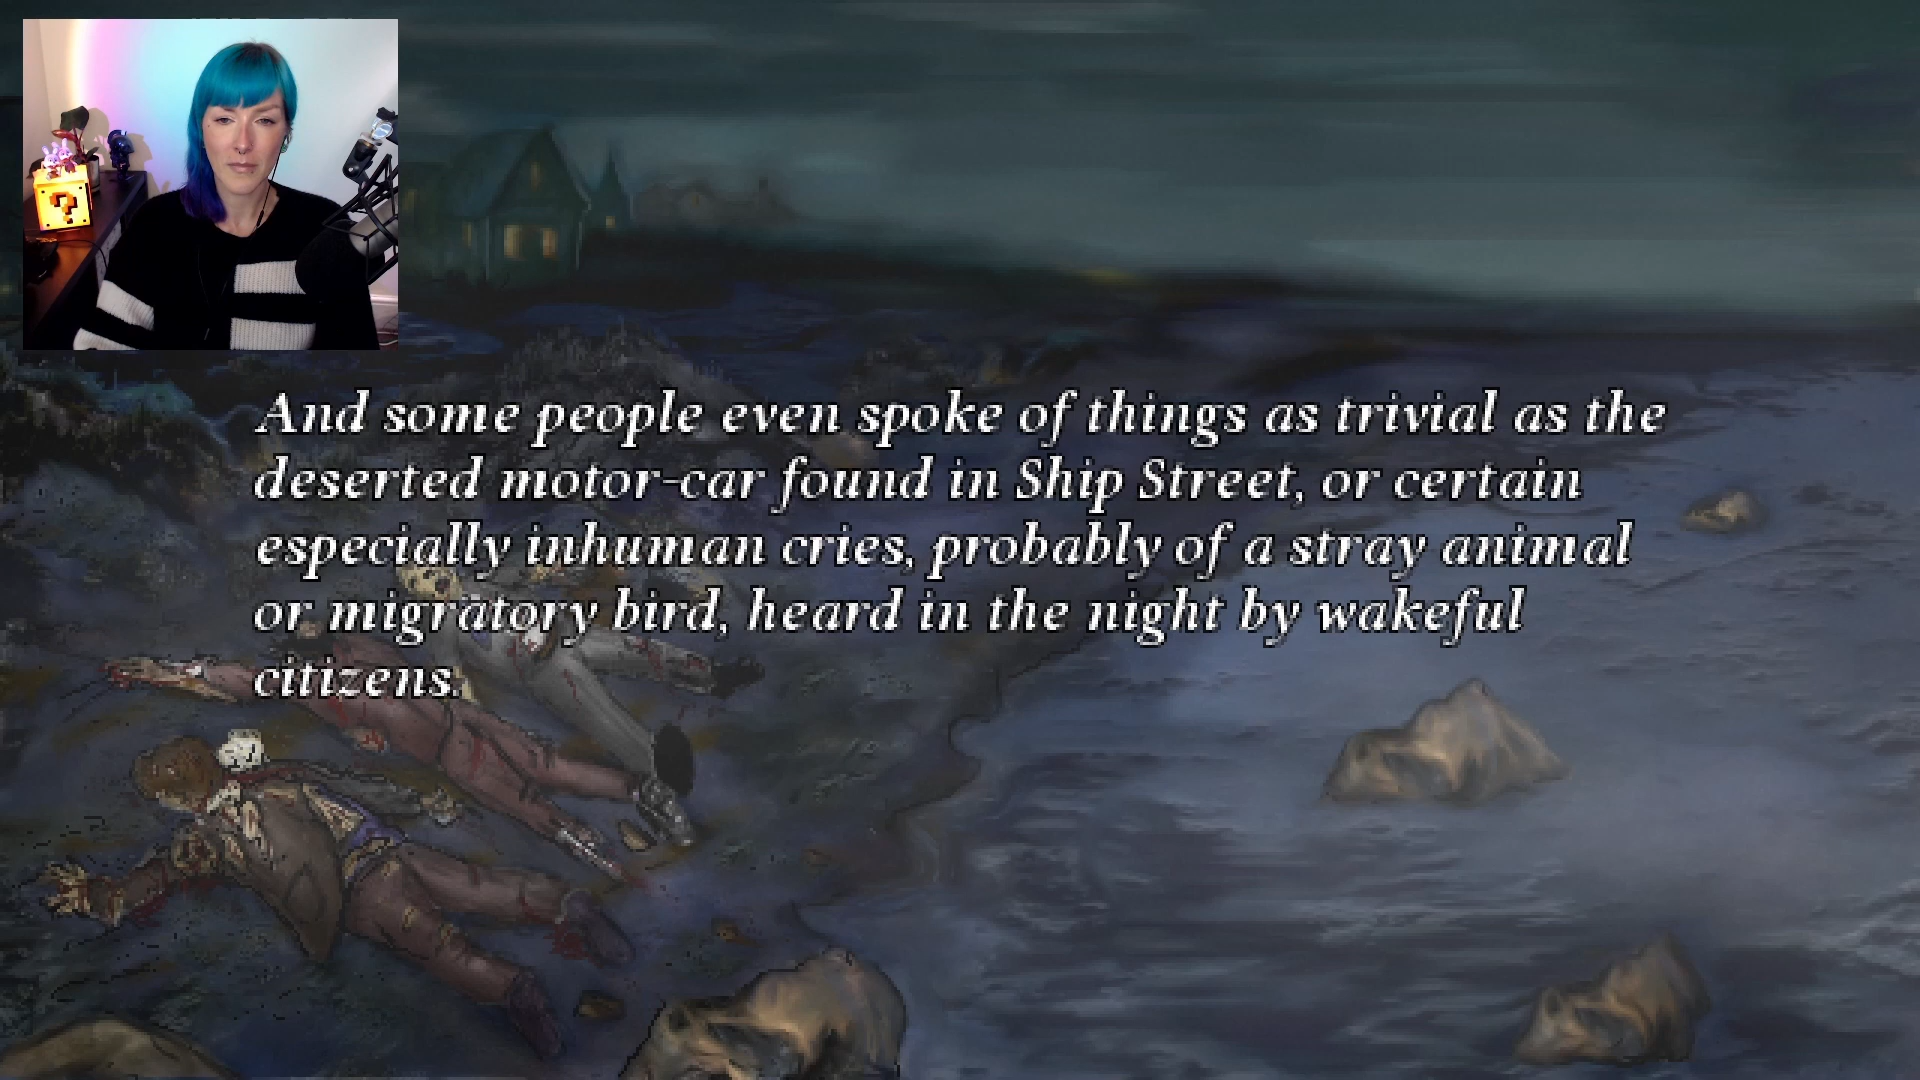 ?
And some people even spoke of things as trivial as the
deserted motor-car found in Ship Street, or certain
especially inhuman cries, probably of a stray animal
or migratory bird, heard in the night by wakeful
citizens.